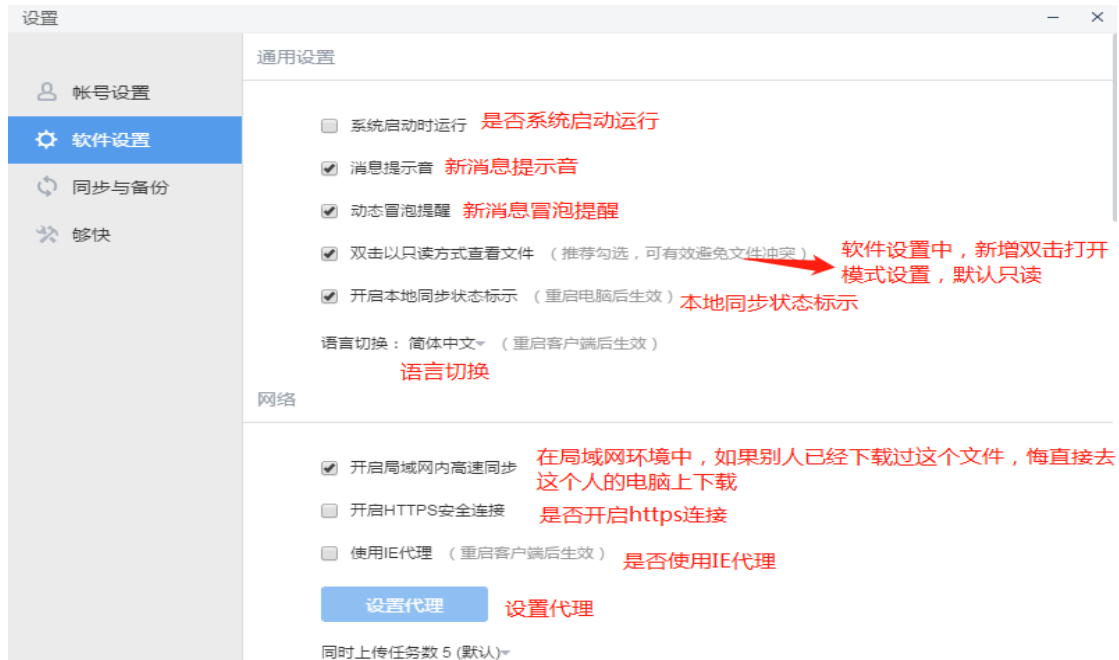 设置
通用设置
帐号设置
软件设置
同步与备份
够快
系统启动时运行 是否系统启动运行
消息提示音 新消息提示音
动态冒泡提醒 新消息冒泡提醒
双击以只读方式查看文件 （推荐勾选，可有效避免文件冲突）
软件设置中，新增双击打开
模式设置，默认只读
开启本地同步状态标示 （重启电脑后生效） 本地同步状态标示
语言切换： 简体中文 （重启客户端后生效）
语言切换
网络
开启局域网内高速同步
在局域网环境中，如果别人已经下载过这个文件，悔直接去
这个人的电脑上下载
开启HTTPS安全连接 是否开启https连接
使用IE代理 （重启客户端后生效） 是否使用IE代理
设置代理 设置代理
同时上传任务数 5 (默认)